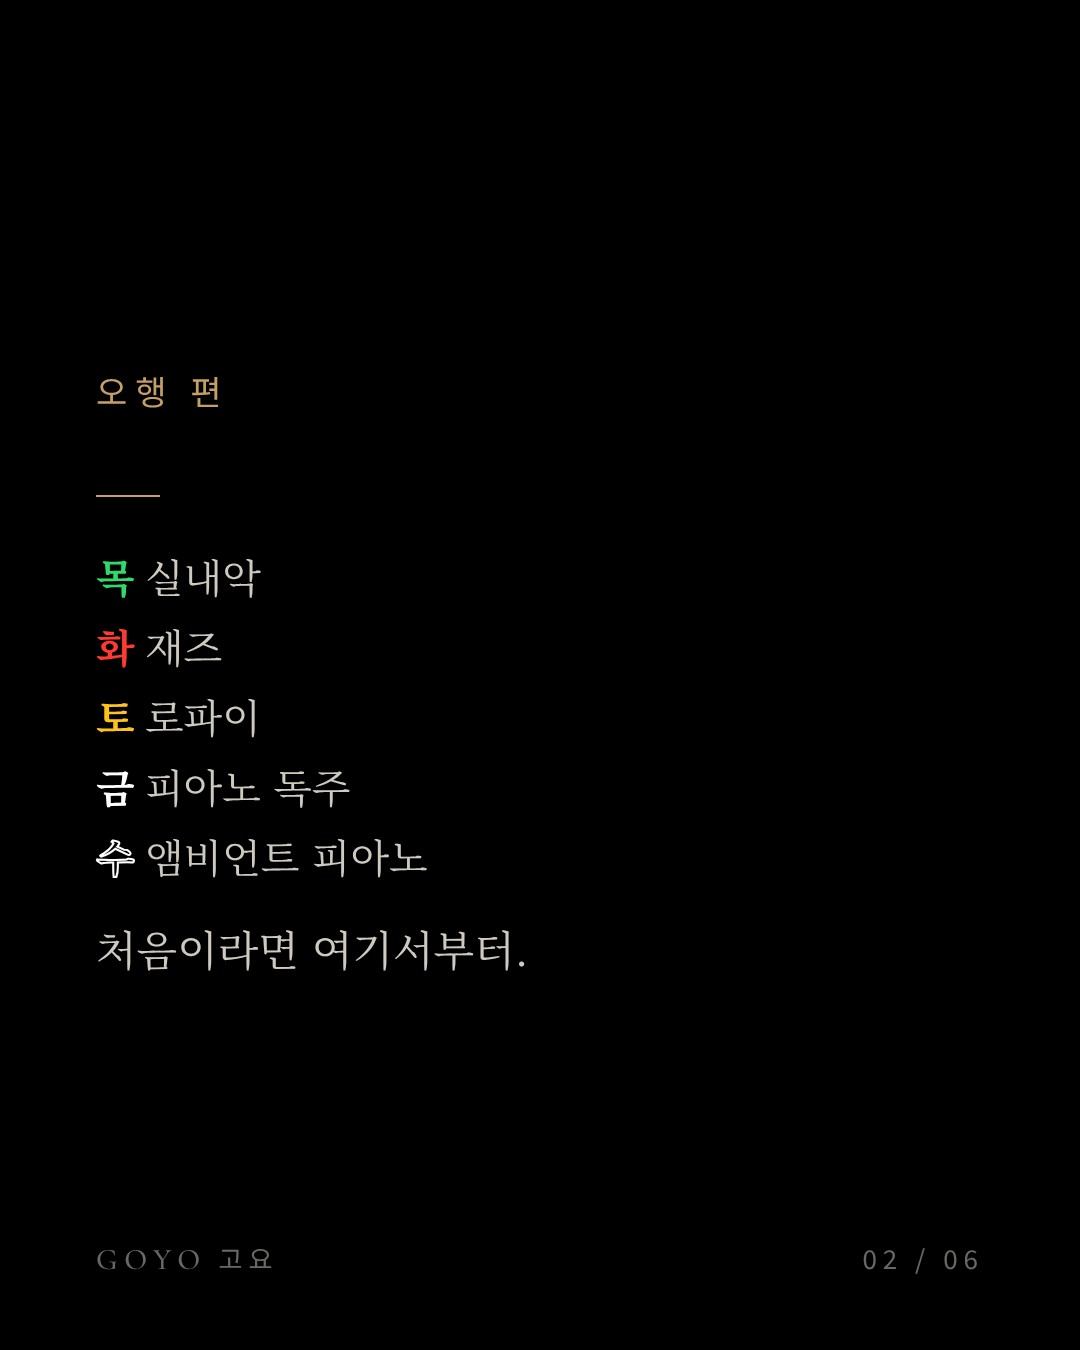 오행 편
목 실내악
화 재즈
토 로파이
금 피아노 독주
수 앰비언트 피아노
처음이라면 여기서부터.
GOYO 고요
02 / 06